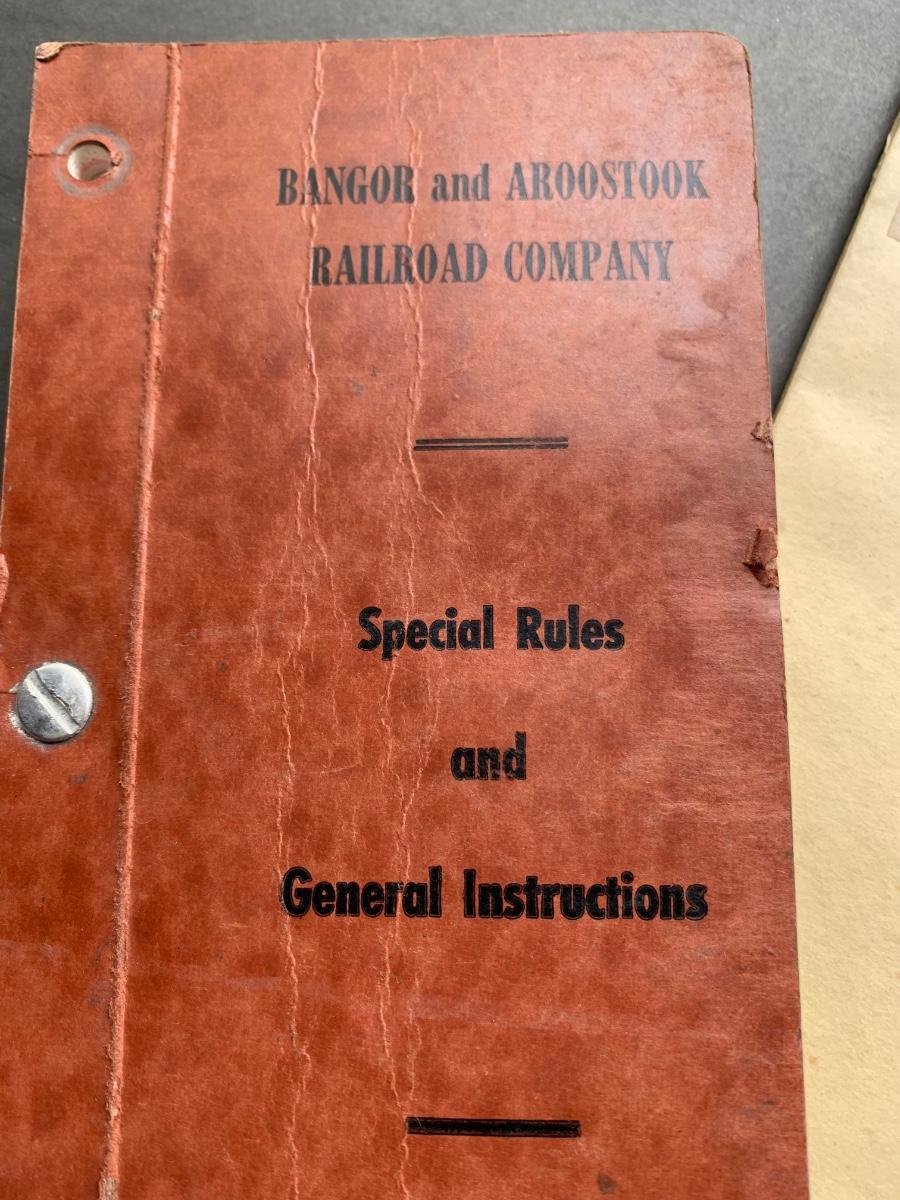 BANGOR and AROOSTOOK
RAILROAD COMPANY
Special Rules
and
General Instructions